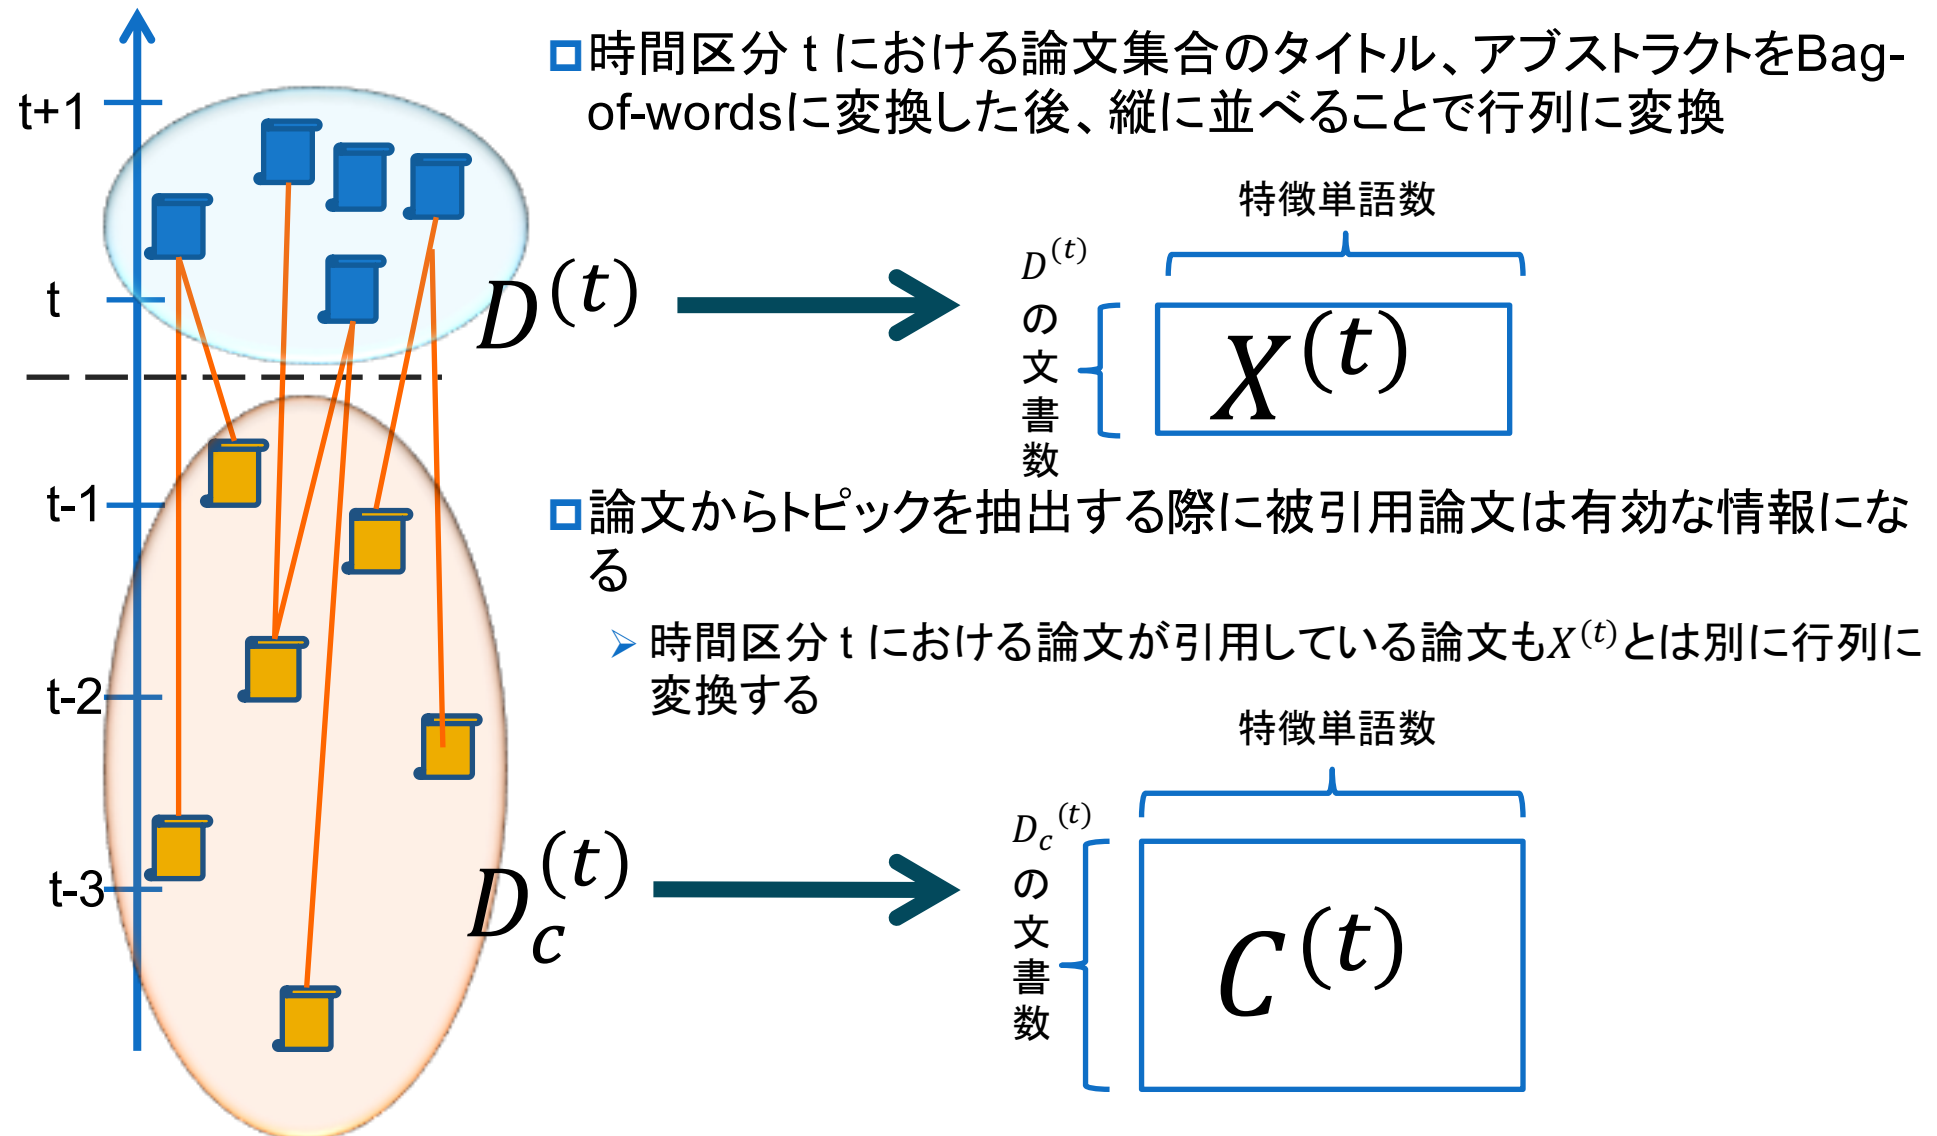 時間区分 t における論文集合のタイトル、アブストラクトをBag-
of-wordsに変換した後、縦に並べることで行列に変換
t+1
t
t-1
t-2
t-3
D^(t)
特徴単語数
D^(t)
の
文
書
数
X^(t)
論文からトピックを抽出する際に被引用論文は有効な情報にな
る
時間区分 t における論文が引用している論文もX^(t)とは別に行列に
変換する
D_c^(t)
特徴単語数
D_c^(t)
の
文
書
数
C^(t)